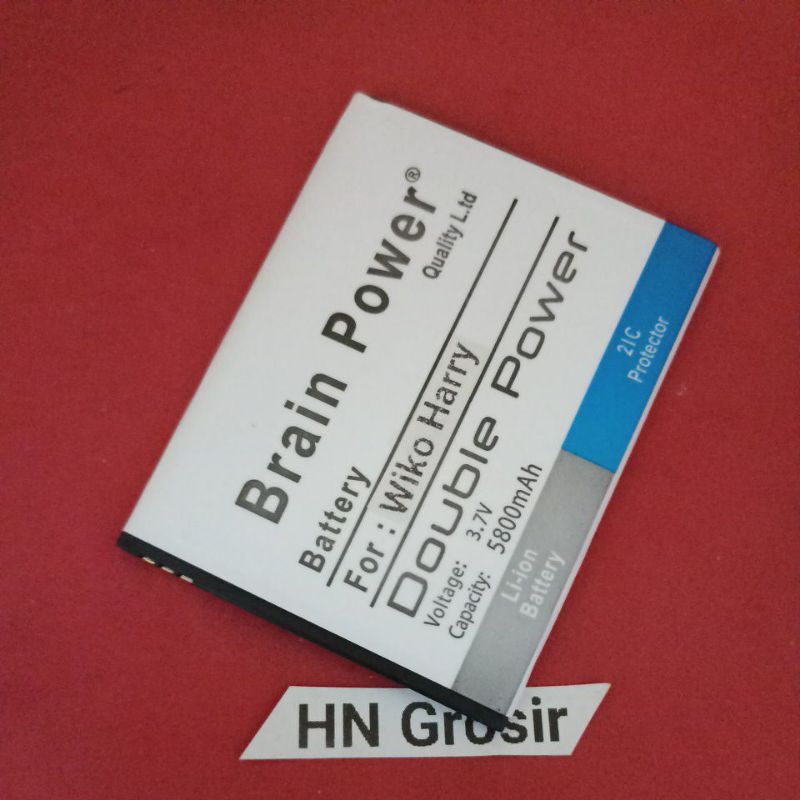 Brain Power®
Quality L.td
Battery
For : Wiko Harry
Double Power
Voltage: 3.7V
Capacity: 5800mAh
Li-ion
Battery
2IC
Protector
HN Grosir